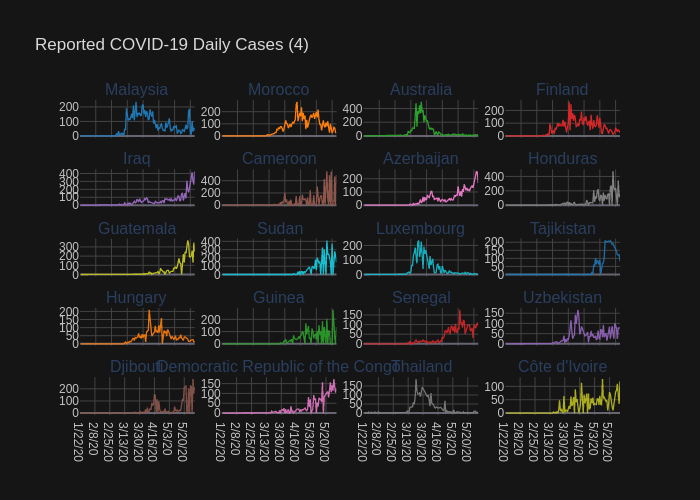 Reported COVID-19 Daily Cases (4)
Malaysia Morocco Australia Finland
200 100 0
200 100 0
400 200 0
200 100 0
Iraq Cameroon Azerbaijan Honduras
400 300 200 100 0
400 200 0
200 100 0
400 200 0
Guatemala Sudan Luxembourg Tajikistan
300 200 100 0
400 300 200 100 0
200 100 0
200 150 100 50 0
Hungary Guinea Senegal Uzbekistan
200 150 100 50 0
200 100 0
150 100 50 0
150 100 50 0
Djibouti Democratic Republic of the Congo Thailand Côte d'Ivoire
200 100 0
150 100 50 0
150 100 50 0
100 50 0
1/22/20 2/8/20 2/25/20 3/13/20 3/30/20 4/16/20 5/3/20 5/20/20
1/22/20 2/8/20 2/25/20 3/13/20 3/30/20 4/16/20 5/3/20 5/20/20
1/22/20 2/8/20 2/25/20 3/13/20 3/30/20 4/16/20 5/3/20 5/20/20
1/22/20 2/8/20 2/25/20 3/13/20 3/30/20 4/16/20 5/3/20 5/20/20